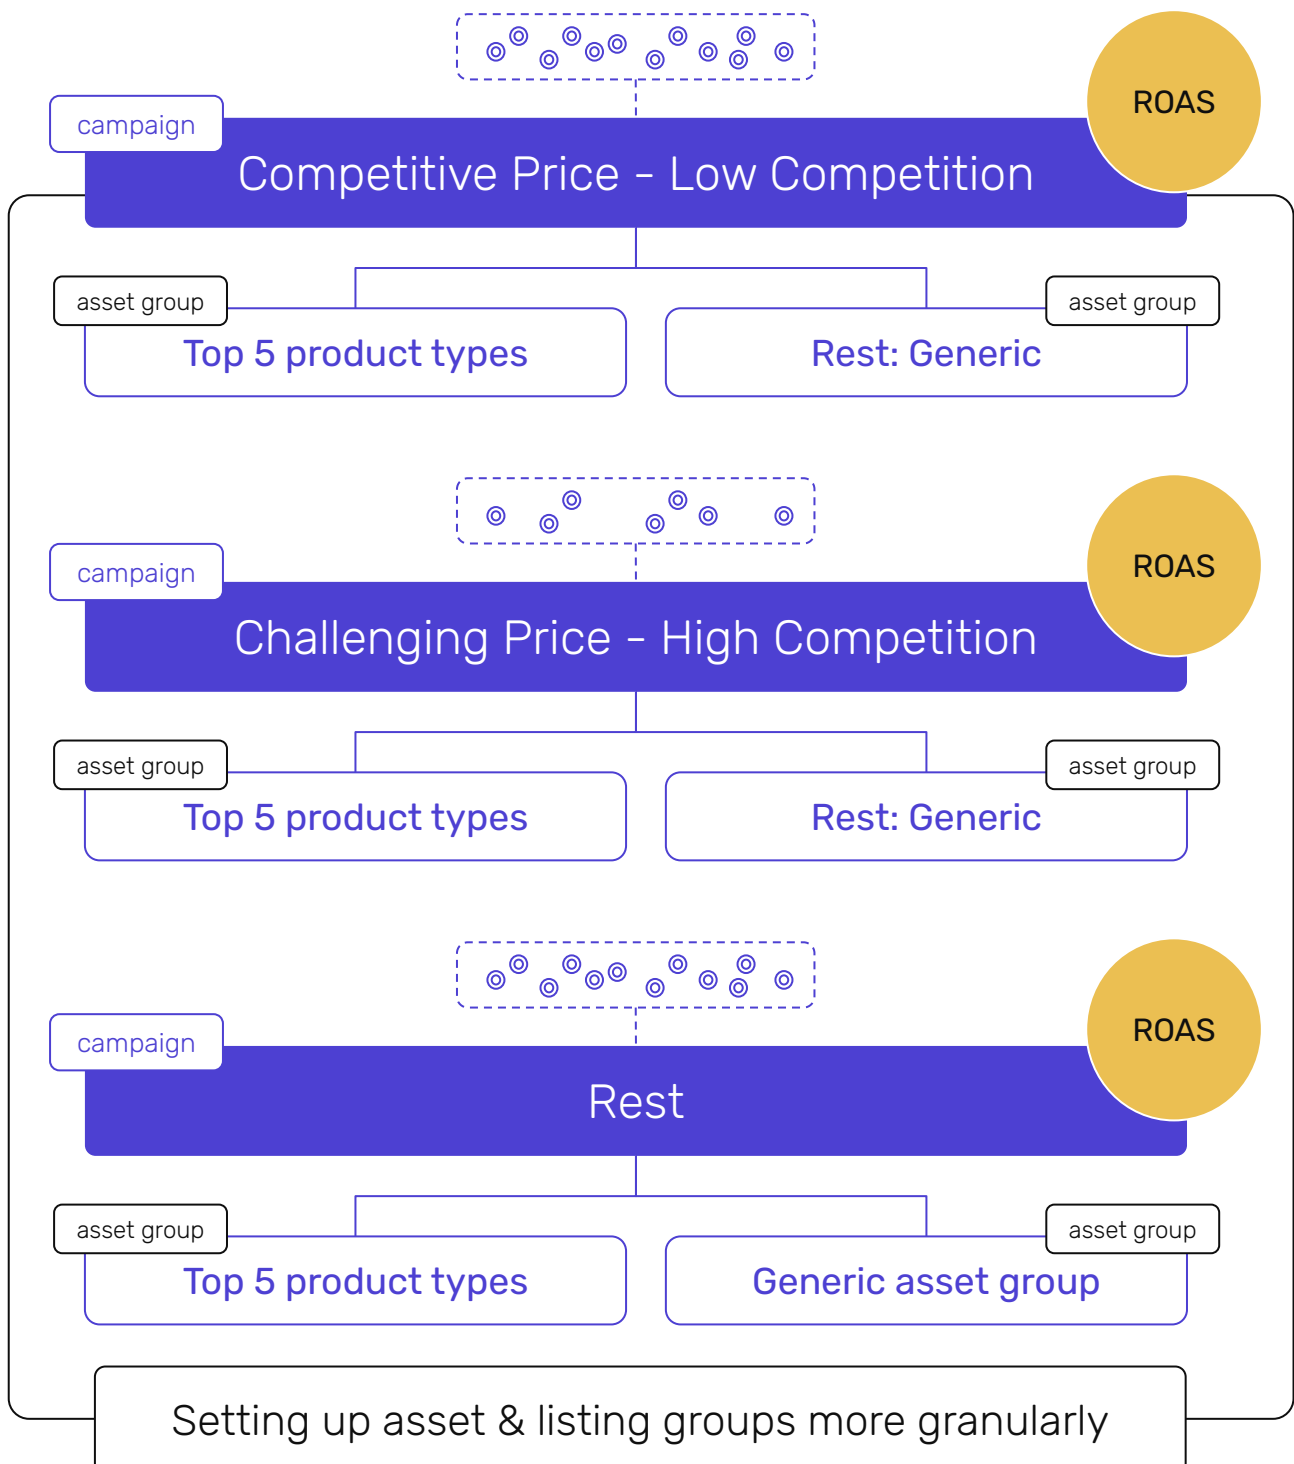 ROAS
campaign
Competitive Price - Low Competition
asset group
asset group
Top 5 product types
Rest: Generic
ROAS
campaign
Challenging Price - High Competition
asset group
asset group
Top 5 product types
Rest: Generic
ROAS
campaign
Rest
asset group
asset group
Top 5 product types
Generic asset group
Setting up asset & listing groups more granularly